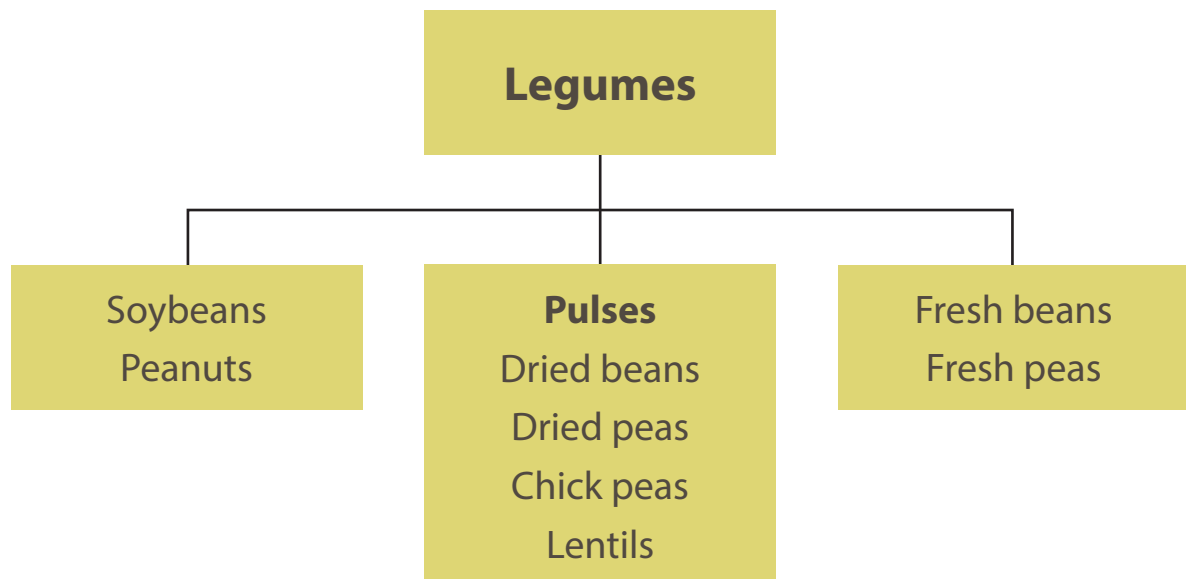 Legumes
Soybeans
Peanuts
Pulses
Dried beans
Dried peas
Chick peas
Lentils
Fresh beans
Fresh peas